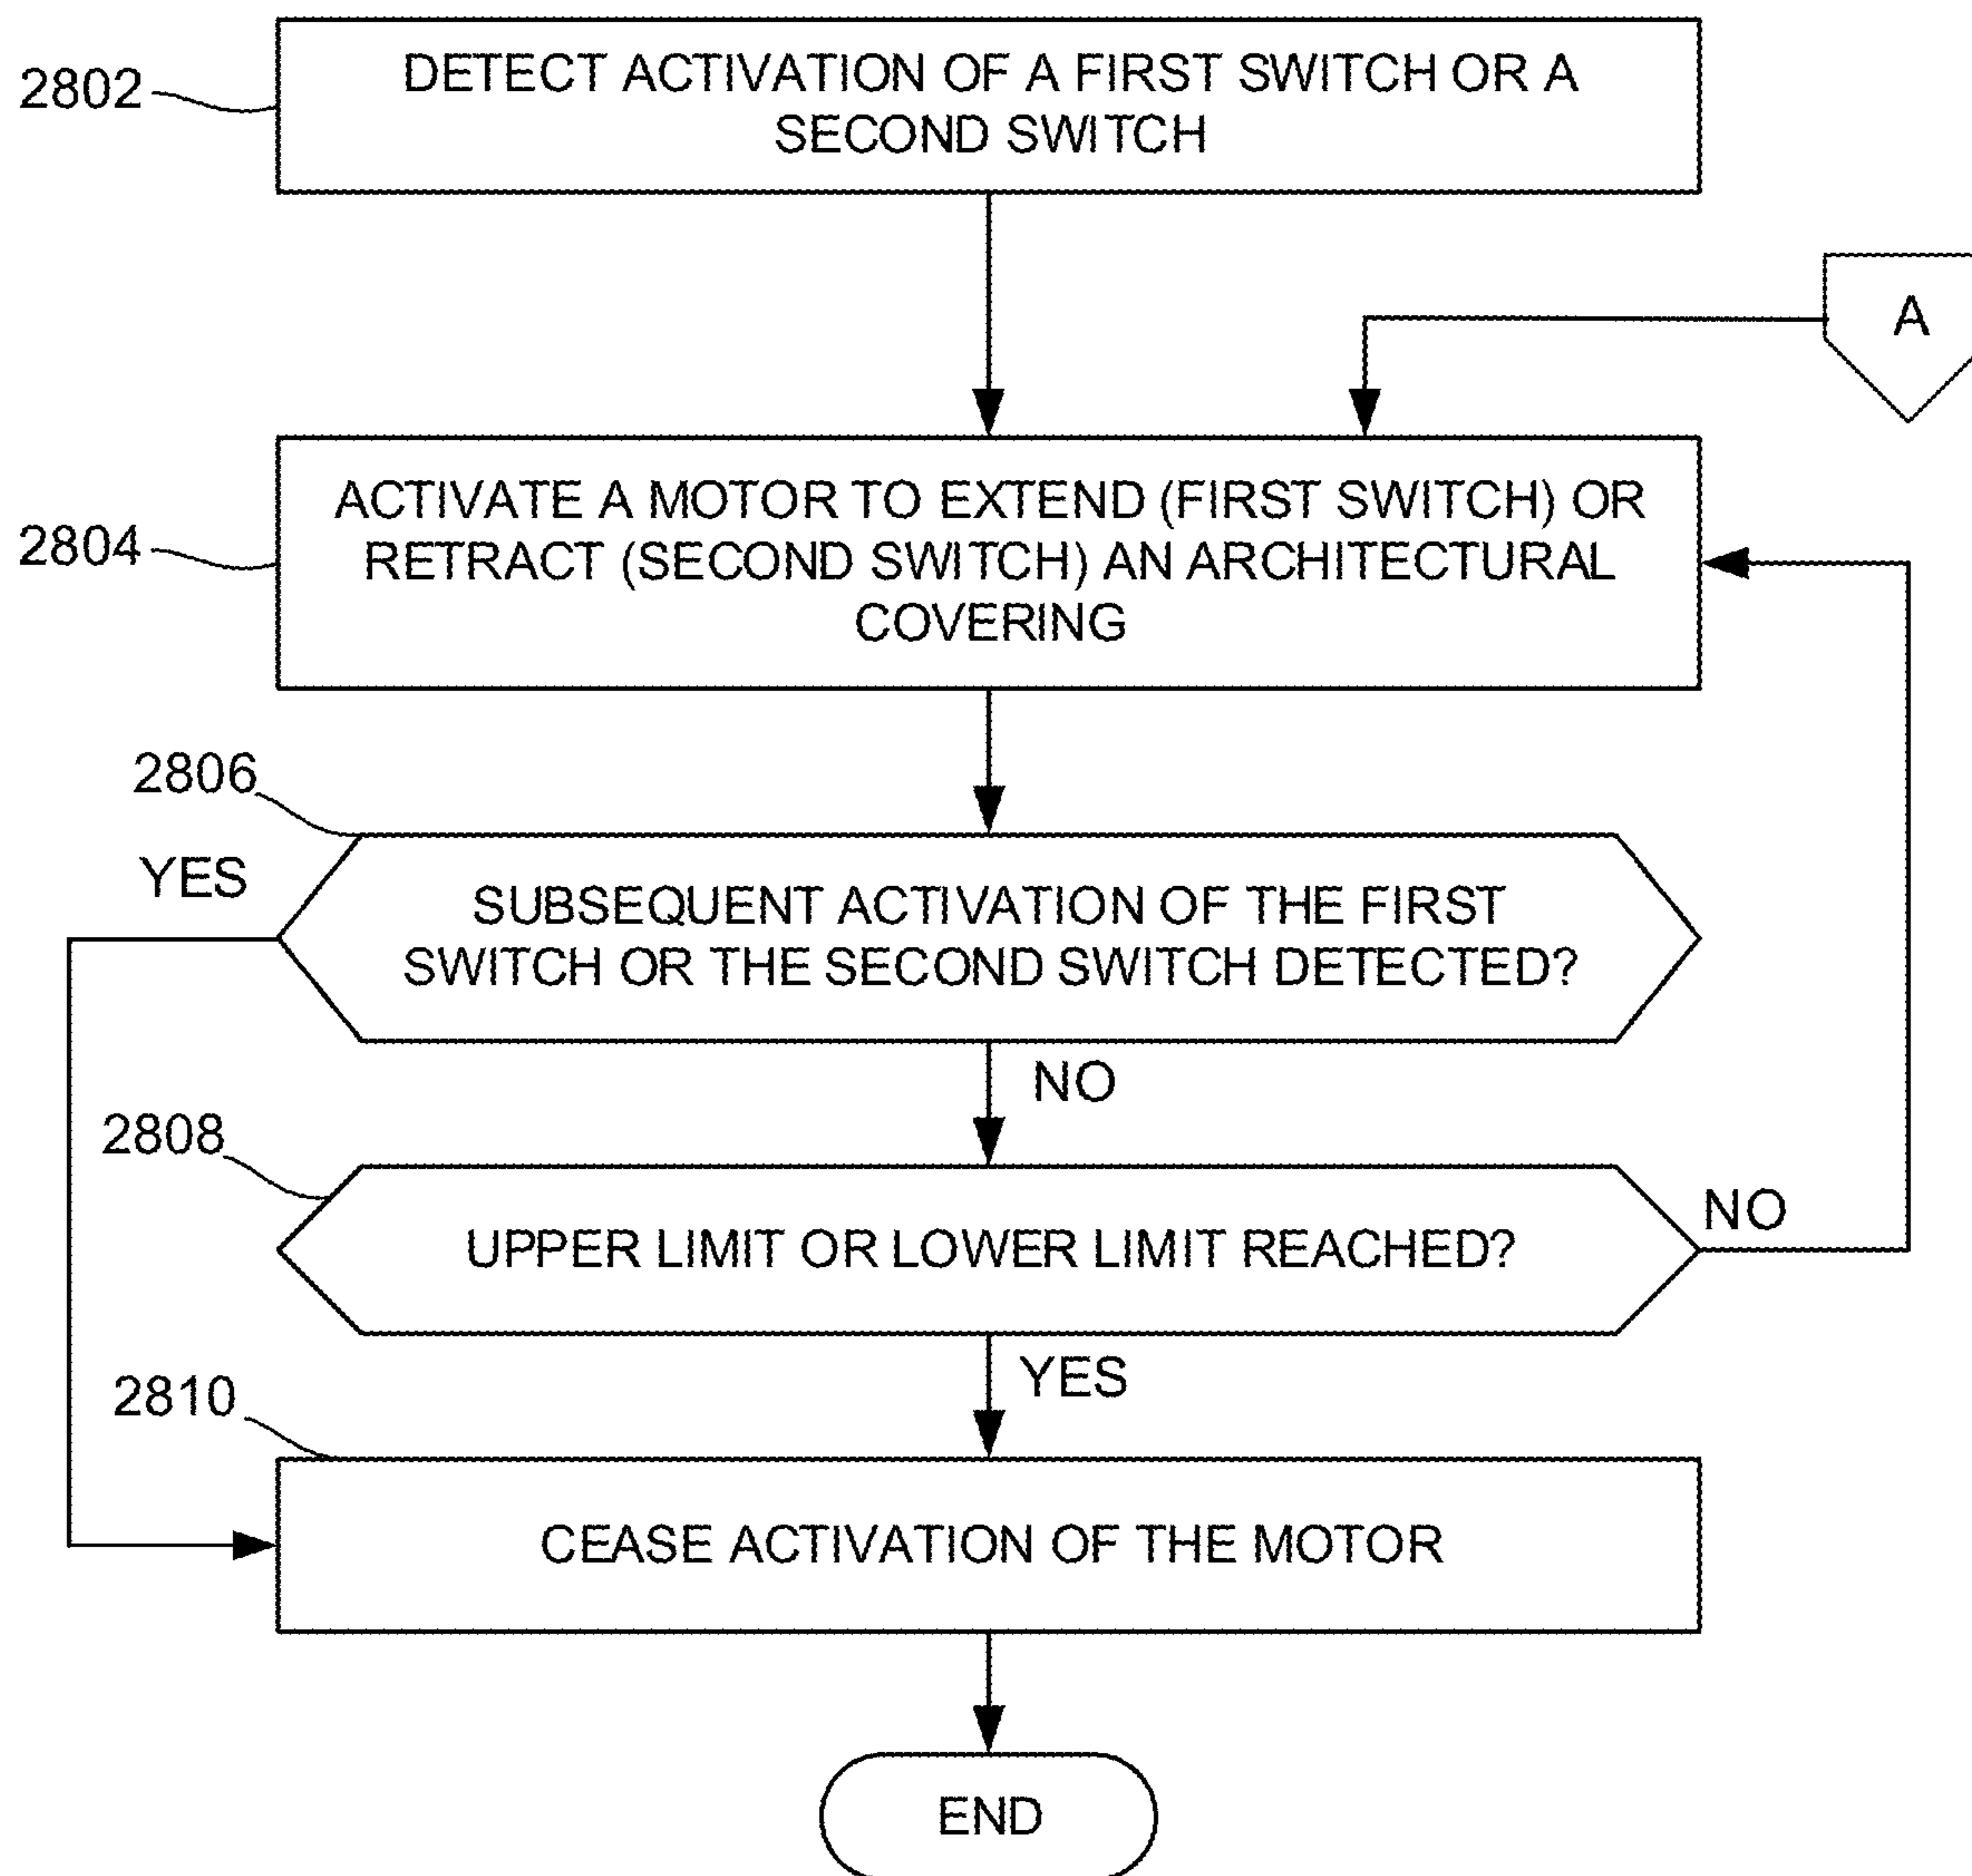 2802
DETECT ACTIVATION OF A FIRST SWITCH OR A
SECOND SWITCH
A
2804
ACTIVATE A MOTOR TO EXTEND (FIRST SWITCH) OR
RETRACT (SECOND SWITCH) AN ARCHITECTURAL
COVERING
2806
YES
SUBSEQUENT ACTIVATION OF THE FIRST
SWITCH OR THE SECOND SWITCH DETECTED?
NO
2808
UPPER LIMIT OR LOWER LIMIT REACHED?
NO
YES
2810
CEASE ACTIVATION OF THE MOTOR
END